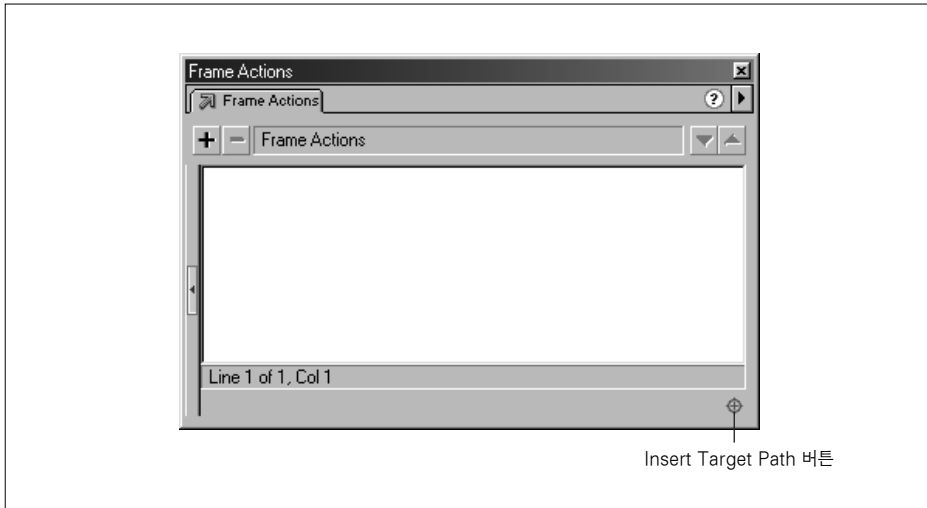 Frame Actions
Frame Actions
Frame Actions
Line 1 of 1, Col 1
Insert Target Path 버튼